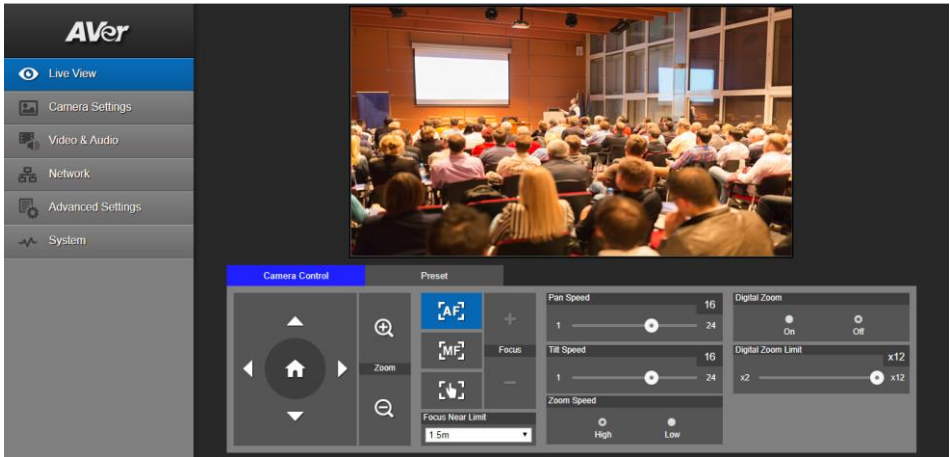 AVer
Live View
Camera Settings
Video & Audio
Network
Advanced Settings
System
Camera Control
Preset
Zoom
AF
MF
Focus
Focus Near Limit
1.5m
Pan Speed
16
1
24
Tilt Speed
16
1
24
Zoom Speed
High
Low
Digital Zoom
On
Off
Digital Zoom Limit
x12
x2
x12